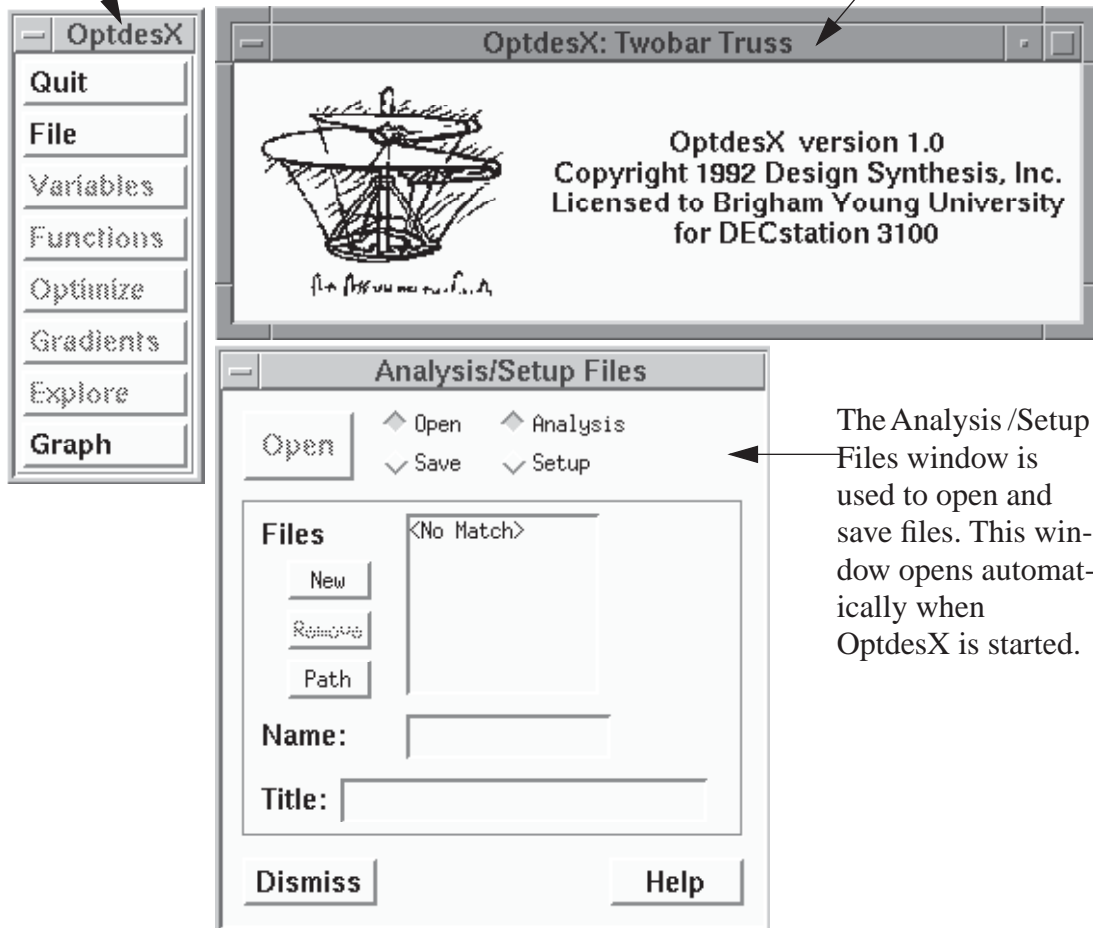 OptdesX
Quit
File
Variables
Functions
Optimize
Gradients
Explore
Graph
OptdesX: Twobar Truss
OptdesX version 1.0
Copyright 1992 Design Synthesis, Inc.
Licensed to Brigham Young University
for DECstation 3100
Analysis/Setup Files
Open
Open
Analysis
Save
Setup
Files
<No Match>
New
Remove
Path
Name:
Title:
Dismiss
Help
The Analysis /Setup
Files window is
used to open and
save files. This win-
dow opens automat-
ically when
OptdesX is started.